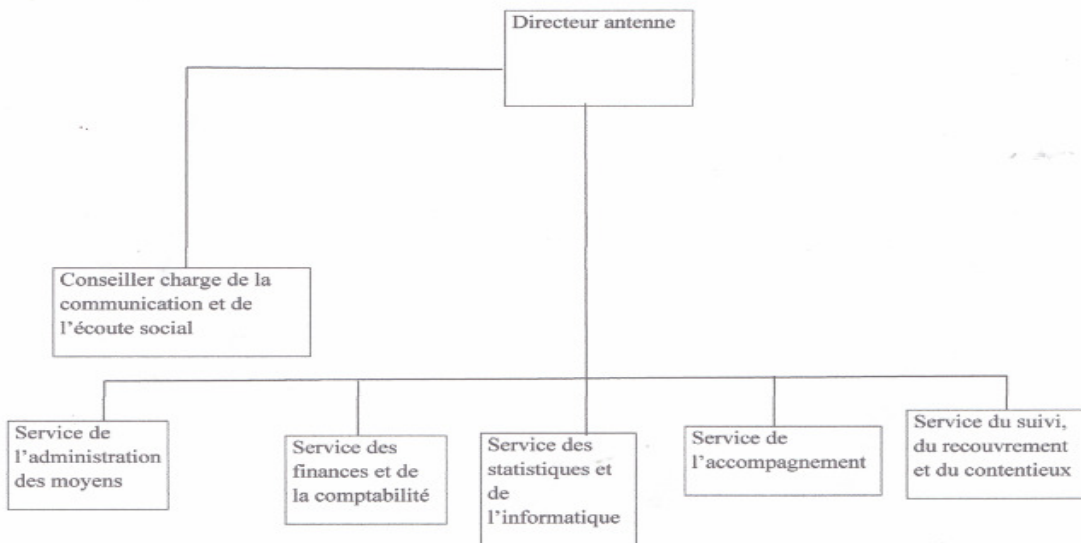 Directeur antenne
Conseiller charge de la
communication et de
l'écoute social
Service de
l'administration
des moyens
Service des
finances et de
la comptabilité
Service des
statistiques et
de
l'informatique
Service de
l'accompagnement
Service du suivi,
du recouvrement
et du contentieux